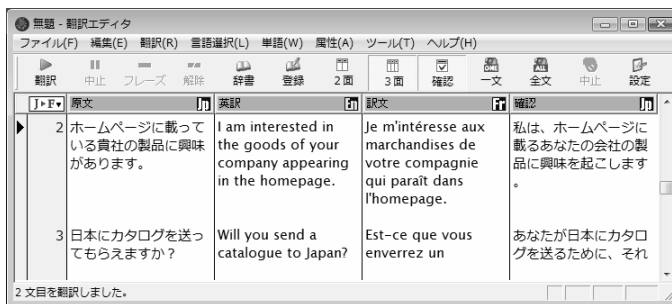 無題 - 翻訳エディタ
ファイル(F) 編集(E) 翻訳(R) 言語選択(L) 単語(W) 属性(A) ツール(T) ヘルプ(H)
翻訳 中止 フレーズ 解除 辞書 登録 2面 3面 確認 一文 全文 中止 設定
J▸F▾ 原文 英訳 訳文 確認
2 ホームページに載って
いる貴社の製品に興味
があります。
I am interested in
the goods of your
company appearing
in the homepage.
Je m'intéresse aux
marchandises de
votre compagnie
qui paraît dans
l'homepage.
私は、ホームページに
載るあなたの会社の製
品に興味を起こします
。
3 日本にカタログを送っ
てもらえますか？
Will you send a
catalogue to Japan?
Est-ce que vous
enverrez un
あなたが日本にカタロ
グを送るために、それ
2 文目を翻訳しました。